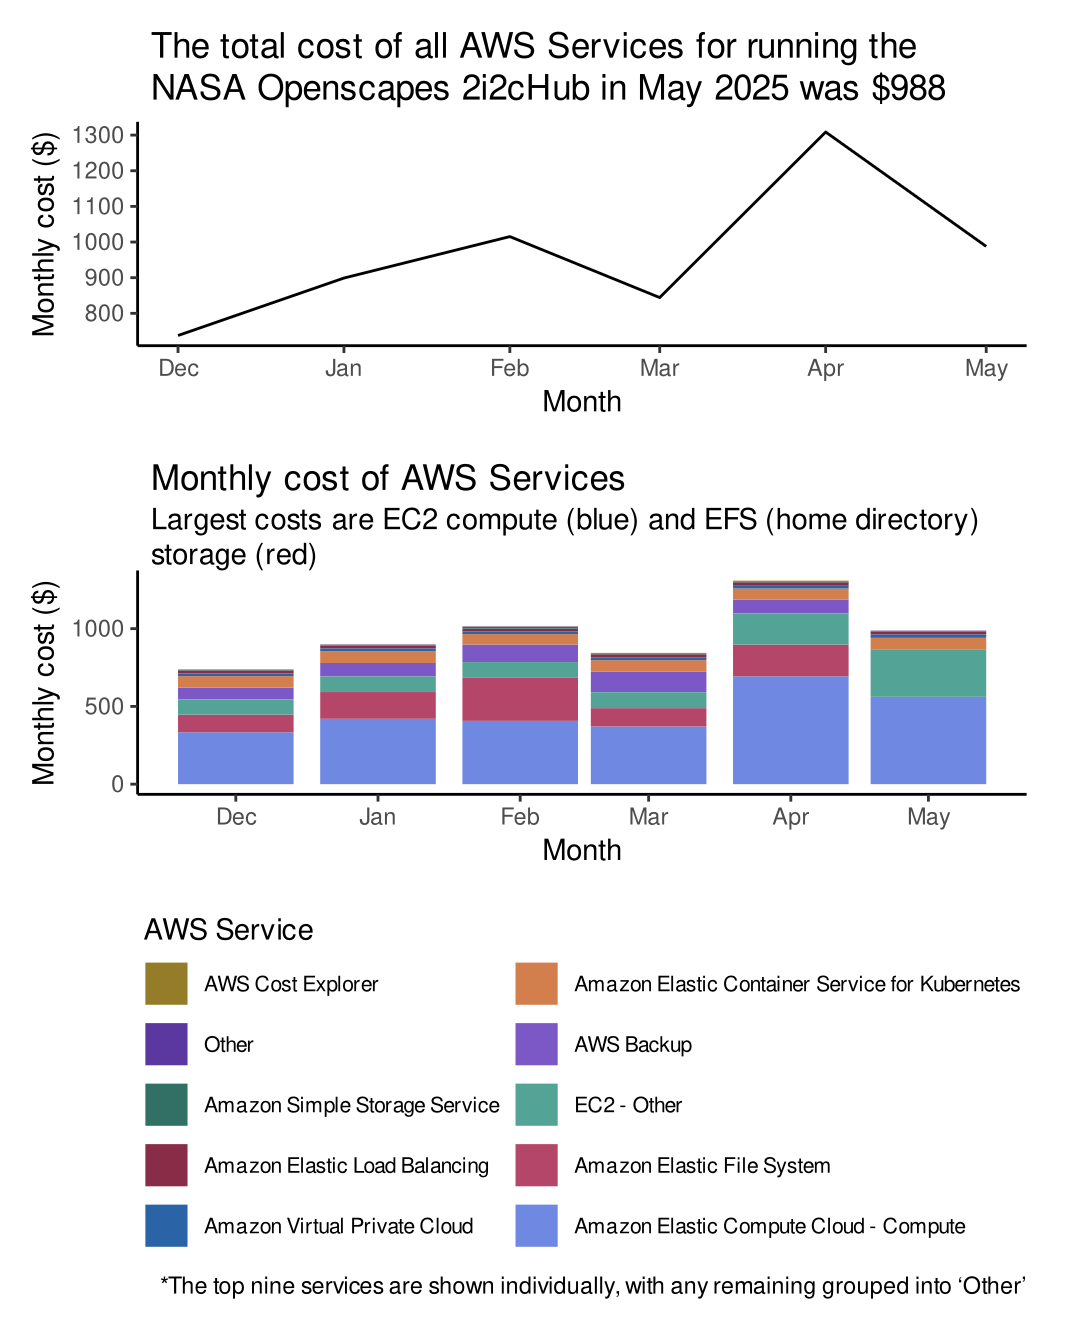 The total cost of all AWS Services for running the
NASA Openscapes 2i2cHub in May 2025 was $988
Monthly cost ($)
1300
1200
1100
1000
900
800
Dec Jan Feb Mar Apr May
Month
Monthly cost of AWS Services
Largest costs are EC2 compute (blue) and EFS (home directory)
storage (red)
Monthly cost ($)
1000
500
0
Dec Jan Feb Mar Apr May
Month
AWS Service
AWS Cost Explorer
Other
Amazon Simple Storage Service
Amazon Elastic Load Balancing
Amazon Virtual Private Cloud
Amazon Elastic Container Service for Kubernetes
AWS Backup
EC2 - Other
Amazon Elastic File System
Amazon Elastic Compute Cloud - Compute
*The top nine services are shown individually, with any remaining grouped into ‘Other’